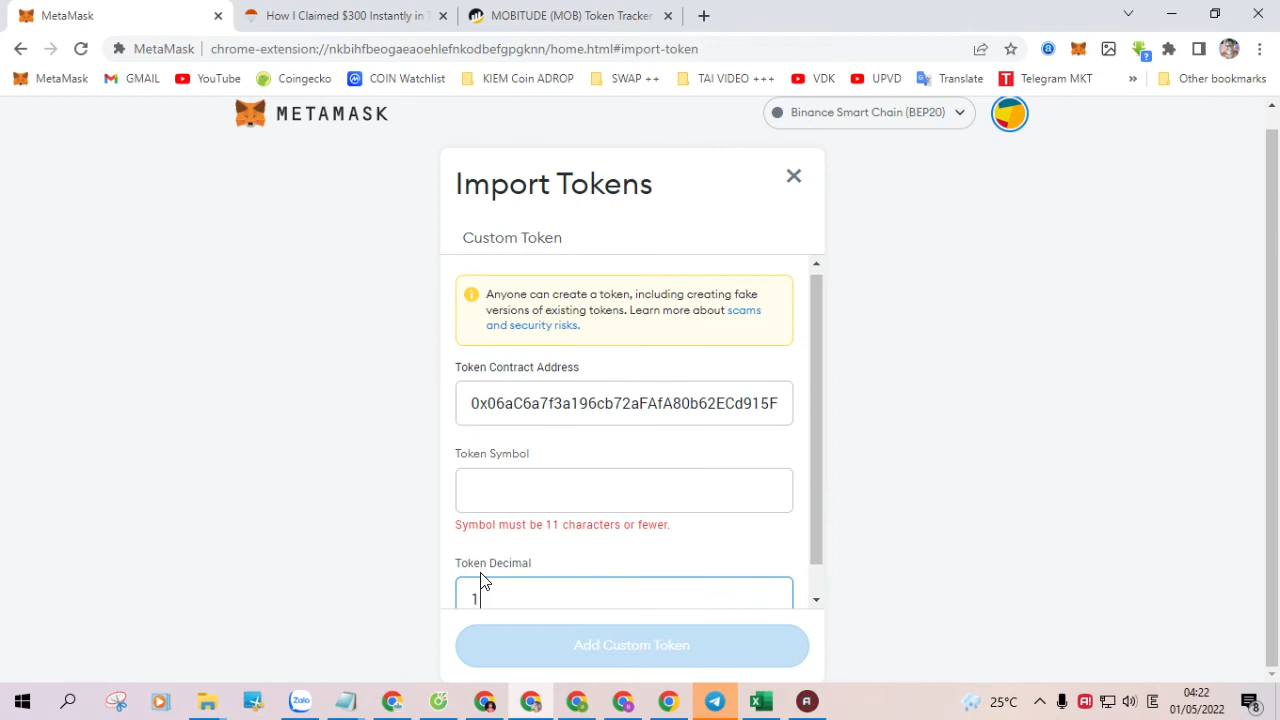 MetaMask
How I Claimed $300 Instantly in T
MOBITUDE (MOB) Token Tracker
MetaMask
chrome-extension://nkbihfbeogaeaoehlefnkodbefgpgknn/home.html#import-token
MetaMask
GMAIL
YouTube
Coingecko
COIN Watchlist
KIEM Coin ADROP
SWAP ++
TAI VIDEO +++
VDK
UPVD
Translate
Telegram MKT
»
Other bookmarks
METAMASK
Binance Smart Chain (BEP20)
Import Tokens
Custom Token
Anyone can create a token, including creating fake
versions of existing tokens. Learn more about scams
and security risks.
Token Contract Address
0x06aC6a7f3a196cb72aFAfA80b62ECd915F
Token Symbol
Symbol must be 11 characters or fewer.
Token Decimal
1
Add Custom Token
Zalo
25°C
04:22
01/05/2022